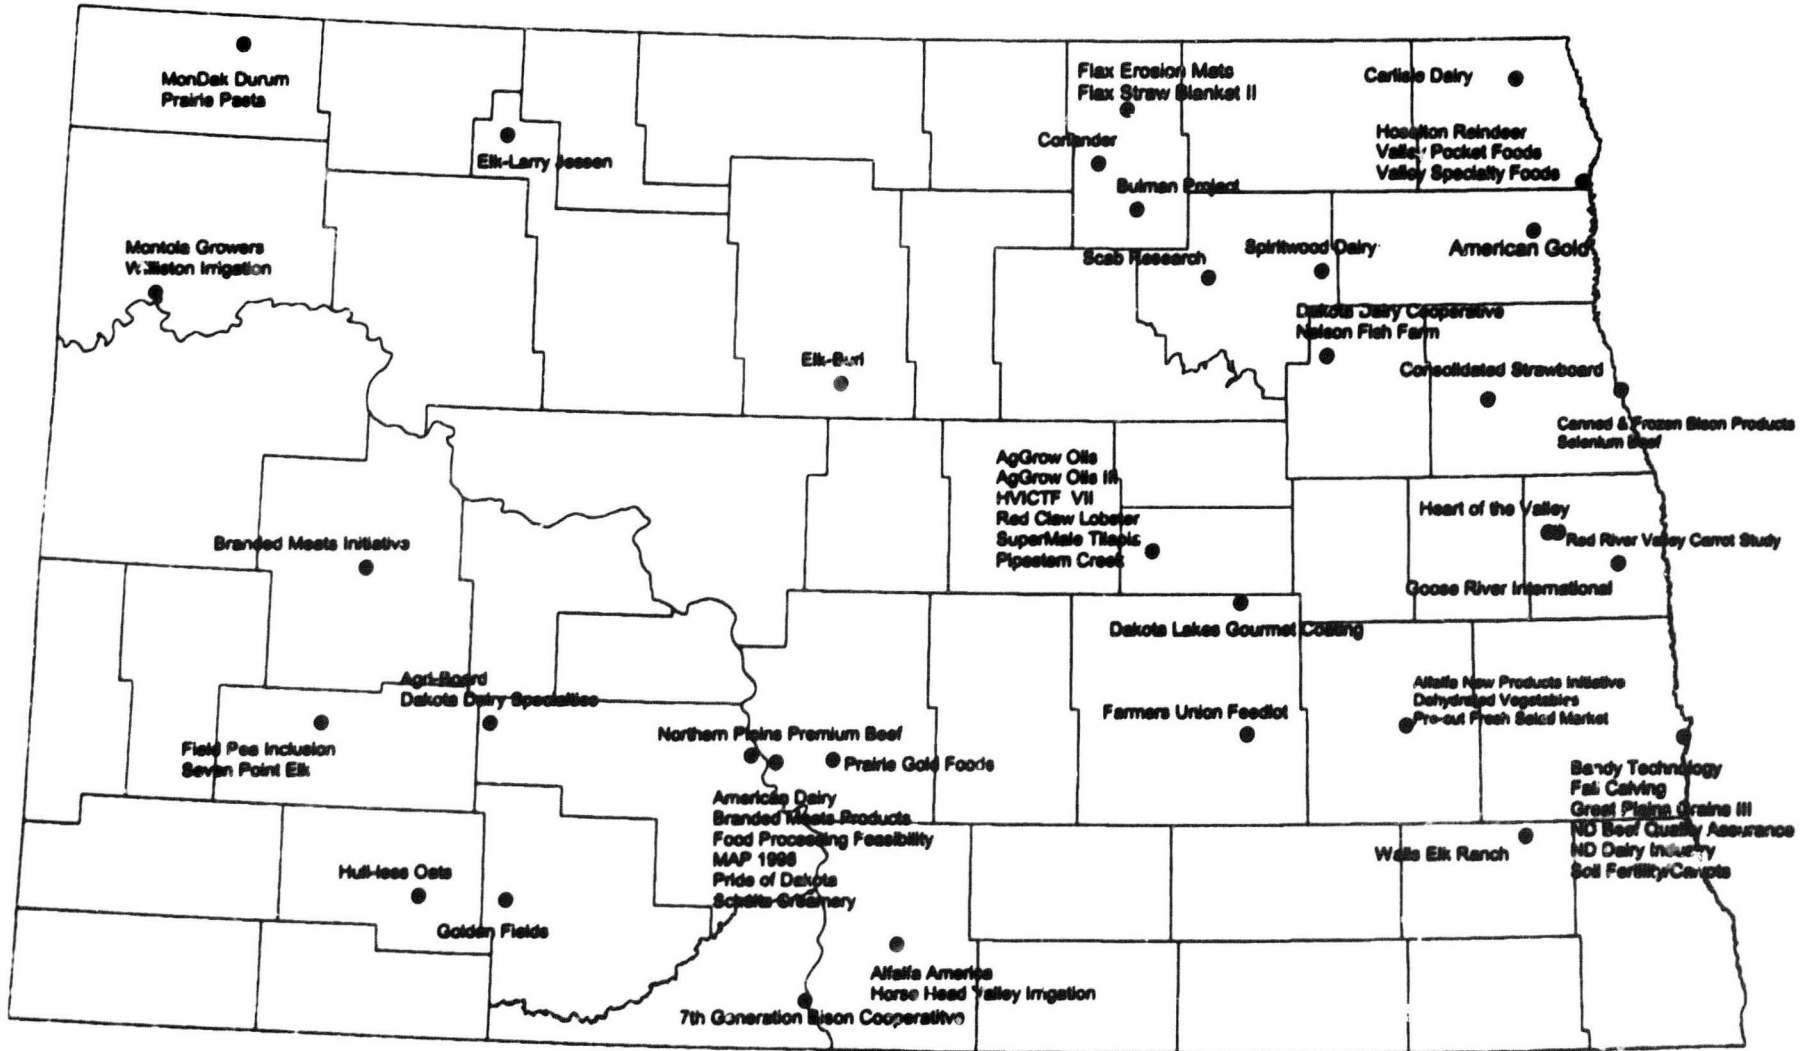 MonDak Durum
Prairie Pasta
Elk-Larry Jessen
Flax Erosion Mats
Flax Straw Blanket II
Coriander
Bulman Project
Carlisle Dairy
Hoselton Reindeer
Valley Pocket Foods
Valley Specialty Foods
Montola Growers
Williston Irrigation
Scab Research
Spiritwood Dairy
American Gold
Dakota Dairy Cooperative
Nelson Fish Farm
Elk-Burl
Consolidated Strawboard
Canned & Frozen Bison Products
Selenium Beef
AgGrow Oils
AgGrow Oils III
HVICTF VII
Red Claw Lobster
SuperMale Tilapia
Pipestem Creek
Heart of the Valley
Red River Valley Carrot Study
Goose River International
Branded Meats Initiative
Dakota Lakes Gourmet Coating
Agri-Board
Dakota Dairy Specialties
Field Pea Inclusion
Seven Point Elk
Northern Plains Premium Beef
Prairie Gold Foods
Farmers Union Feedlot
Alfalfa New Products Initiative
Dehydrated Vegetables
Pre-cut Fresh Salad Market
American Dairy
Branded Meats Products
Food Processing Feasibility
MAP 1998
Pride of Dakota
Creamery
Bandy Technology
Fall Calving
Great Plains Grains III
ND Beef Quality Assurance
ND Dairy Industry
Soil Fertility/Carrots
Walls Elk Ranch
Hull-less Oats
Golden Fields
Alfalfa America
Horse Head Valley Irrigation
7th Generation Bison Cooperatitve